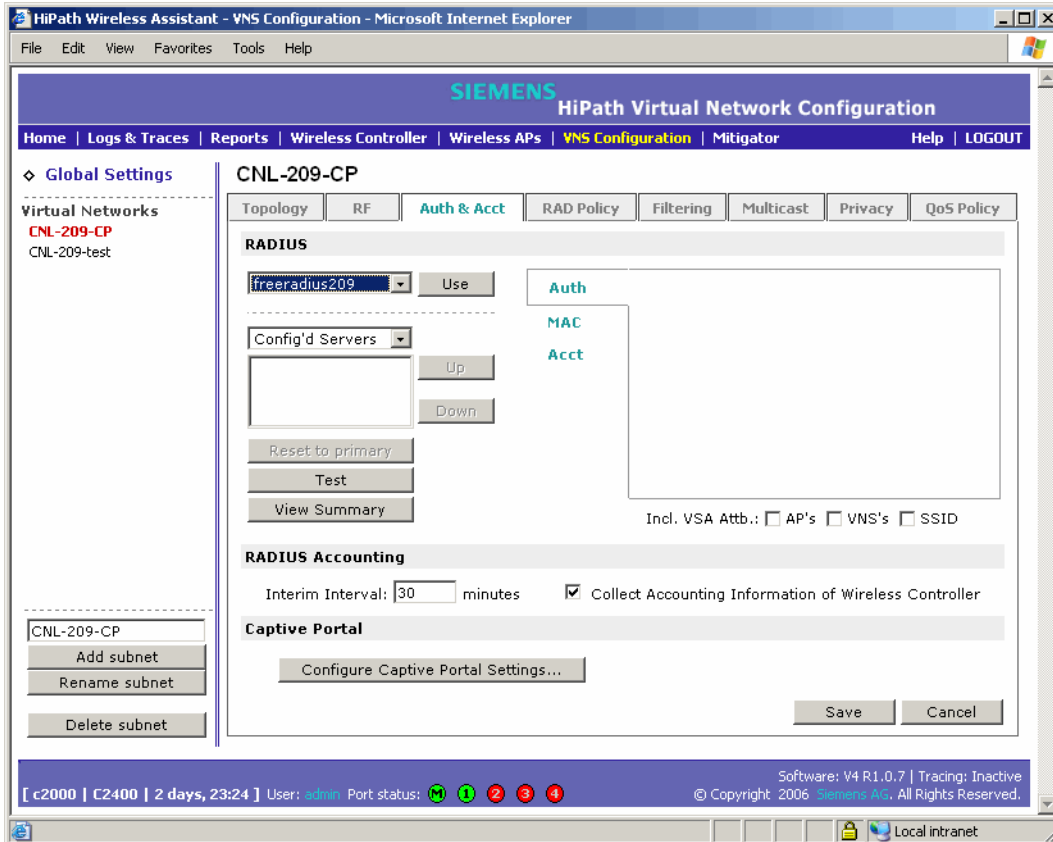 HiPath Wireless Assistant - VNS Configuration - Microsoft Internet Explorer
File Edit View Favorites Tools Help
SIEMENS
HiPath Virtual Network Configuration
Home | Logs & Traces | Reports | Wireless Controller | Wireless APs | VNS Configuration | Mitigator Help | LOGOUT
Global Settings
Virtual Networks
CNL-209-CP
CNL-209-test
CNL-209-CP
Topology RF Auth & Acct RAD Policy Filtering Multicast Privacy QoS Policy
RADIUS
freeradius209 Use
Auth
MAC
Acct
Config'd Servers
Up
Down
Reset to primary
Test
View Summary
Incl. VSA Attb.: AP's VNS's SSID
RADIUS Accounting
Interim Interval: 30 minutes Collect Accounting Information of Wireless Controller
Captive Portal
Configure Captive Portal Settings...
Save Cancel
CNL-209-CP
Add subnet
Rename subnet
Delete subnet
Software: V4 R1.0.7 | Tracing: Inactive
[ c2000 | C2400 | 2 days, 23:24 ] User: admin Port status: M 1 2 3 4
© Copyright 2006 Siemens AG. All Rights Reserved.
Local intranet